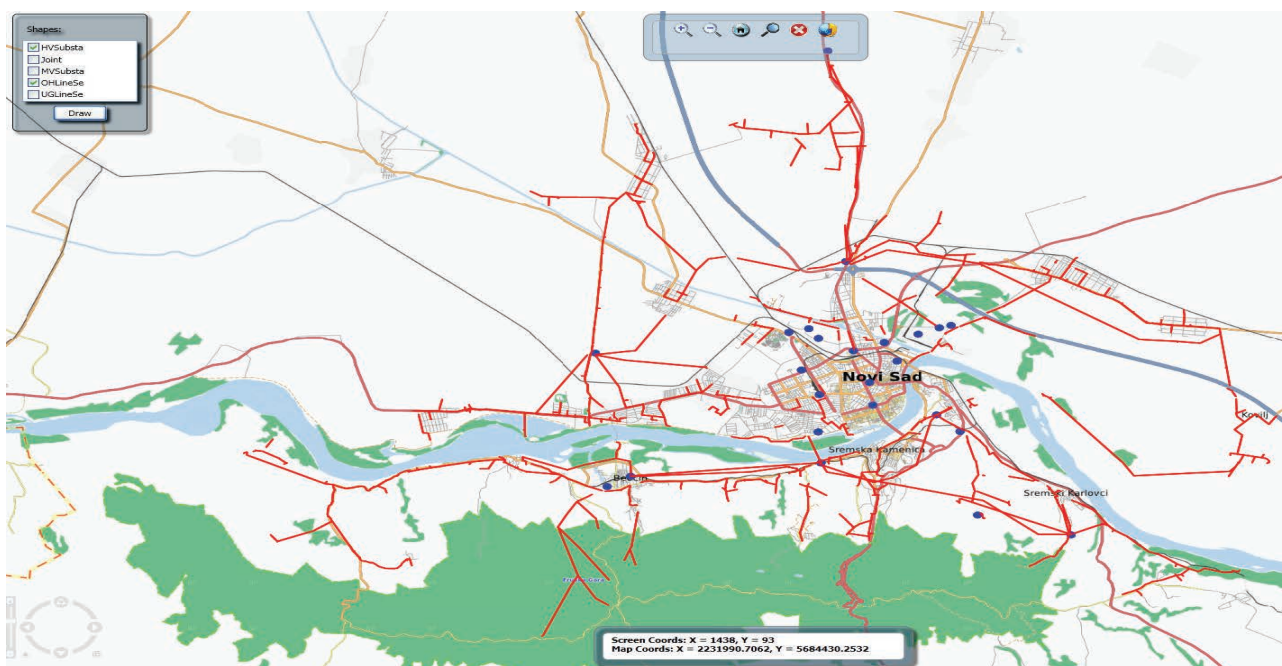 Shapes:
HVSubsta
Joint
MVSubsta
OHLineSe
UGLineSe
Draw
Novi Sad
Kovilj
Sremska Kamenica
Sremski Karlovci
Screen Coords: X = 1438, Y = 93
Map Coords: X = 2231990.7062, Y = 5684430.2532